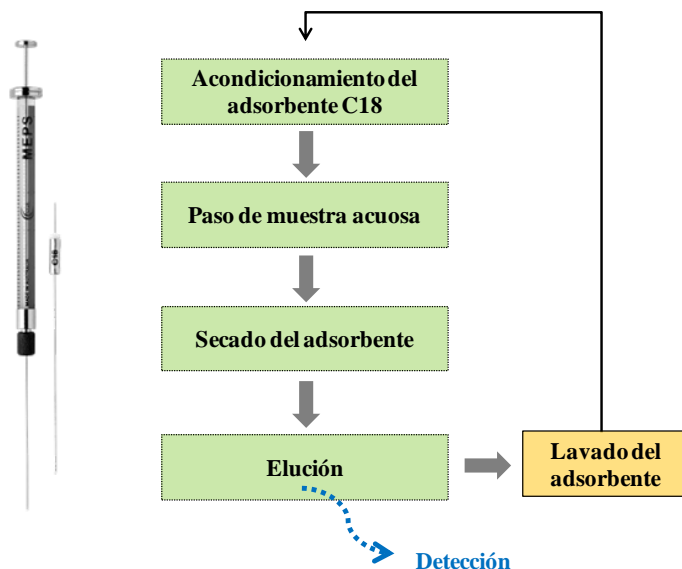 MEPS
C18
Acondicionamiento del
adsorbente C18
Paso de muestra acuosa
Secado del adsorbente
Elución
Lavado del
adsorbente
Detección